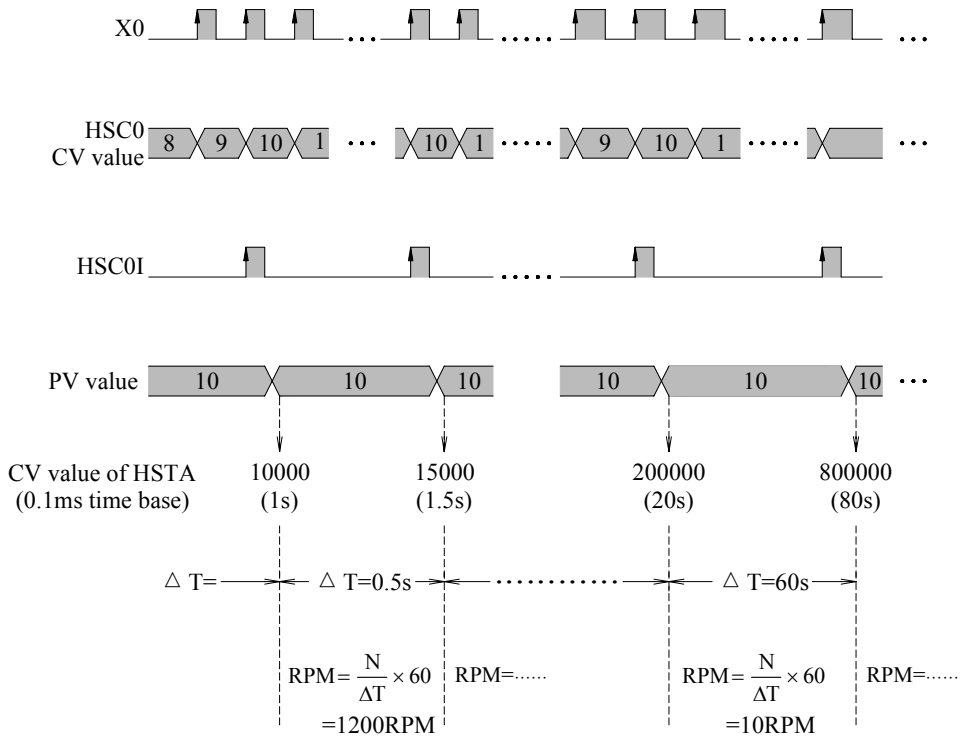 X0
HSC0
CV value
8 9 10 1 ···· 10 1 ······ 9 10 1 ······ ···
HSC0I
PV value
10 10 10 10 10 10 ···
CV value of HSTA
(0.1ms time base)
10000
(1s)
15000
(1.5s)
200000
(20s)
800000
(80s)
△ T=
△ T=0.5s
△ T=60s
RPM = N/ΔT × 60
=1200RPM
RPM=······
RPM = N/ΔT × 60
=10RPM
RPM=······